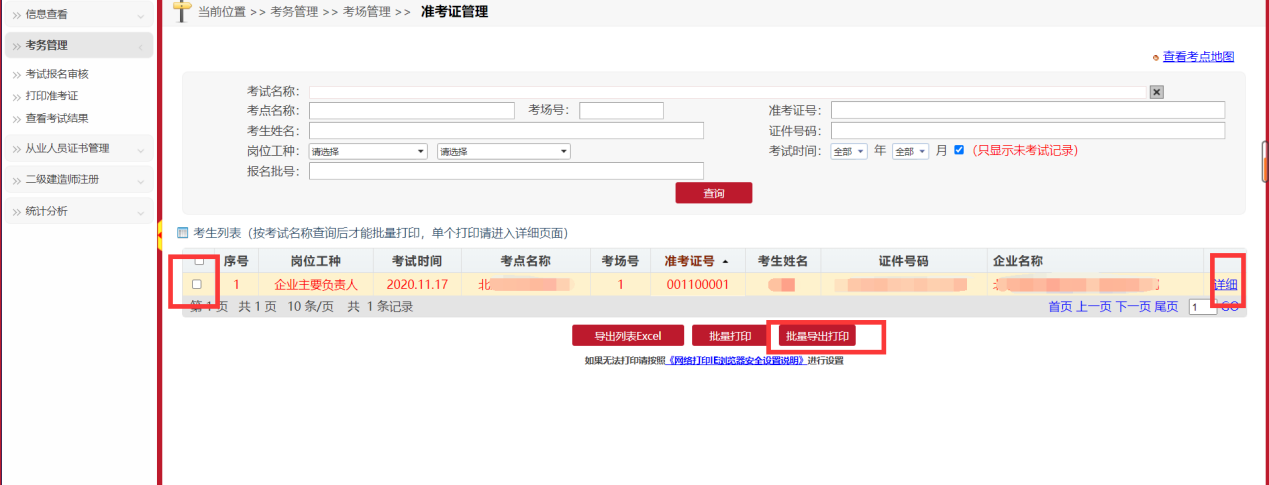 信息查看
考务管理
考试报名审核
打印准考证
查看考试结果
从业人员证书管理
二级建造师注册
统计分析
当前位置 >> 考务管理 >> 考场管理 >> 准考证管理
查看考点地图
考试名称：
考点名称： 考场号： 准考证号：
考生姓名： 证件号码：
岗位工种： 请选择 请选择 考试时间： 全部 年 全部 月 (只显示未考试记录)
报名批号：
查询
考生列表（按考试名称查询后才能批量打印，单个打印请进入详细页面）
序号 岗位工种 考试时间 考点名称 考场号 准考证号 考生姓名 证件号码 企业名称
1 企业主要负责人 2020.11.17 北 1 001100001 详细
第 1 页 共 1 页 10 条/页 共 1 条记录 首页 上一页 下一页 尾页 1 GO
导出列表Excel 批量打印 批量导出打印
如果无法打印请按照《网络打印IE浏览器安全设置说明》进行设置